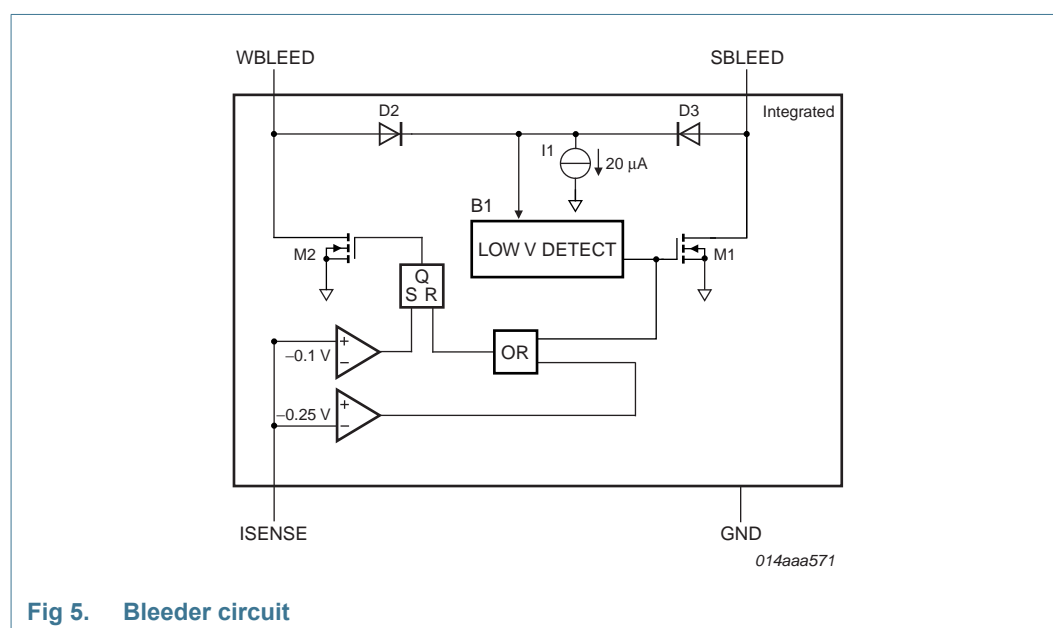 WBLEED SBLEED
D2 D3 Integrated
I1 20 μA
B1
LOW V DETECT
M2 M1
Q
S R
+
−0.1 V
−
OR
+
−0.25 V
−
ISENSE GND
014aaa571
Fig 5. Bleeder circuit